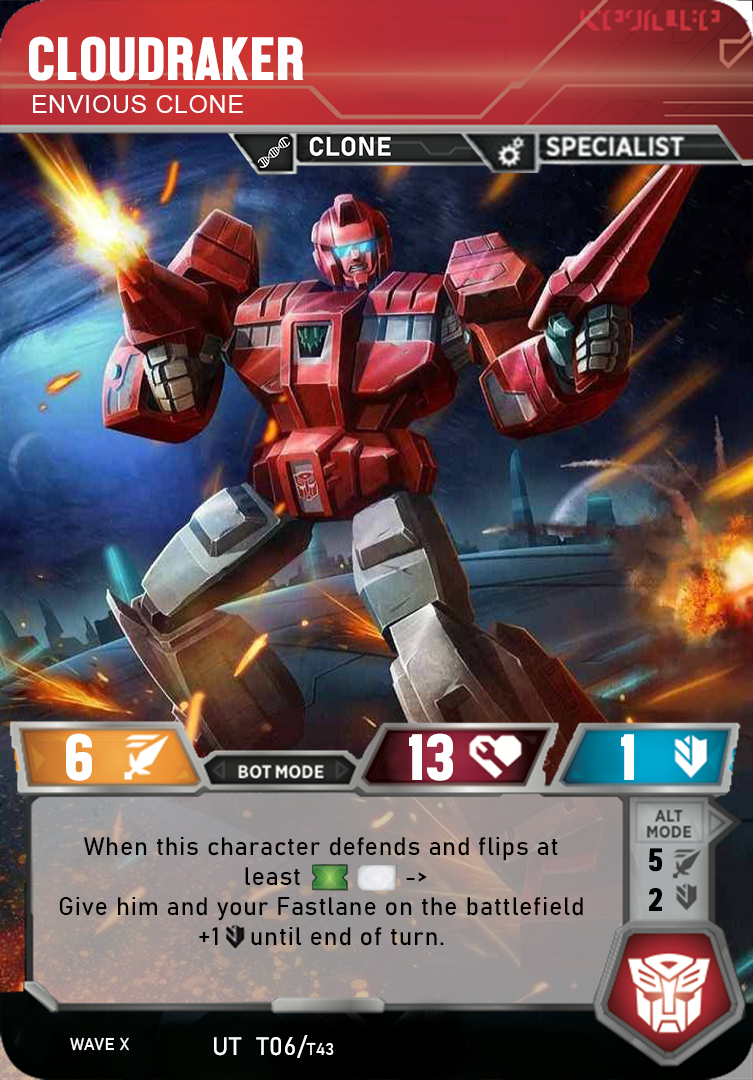 CLOUDRAKER
ENVIOUS CLONE
CLONE
SPECIALIST
6
BOT MODE
13
1
When this character defends and flips at
least ->
Give him and your Fastlane on the battlefield
+1 until end of turn.
ALT
MODE
5
2
WAVE X
UT T06/T43